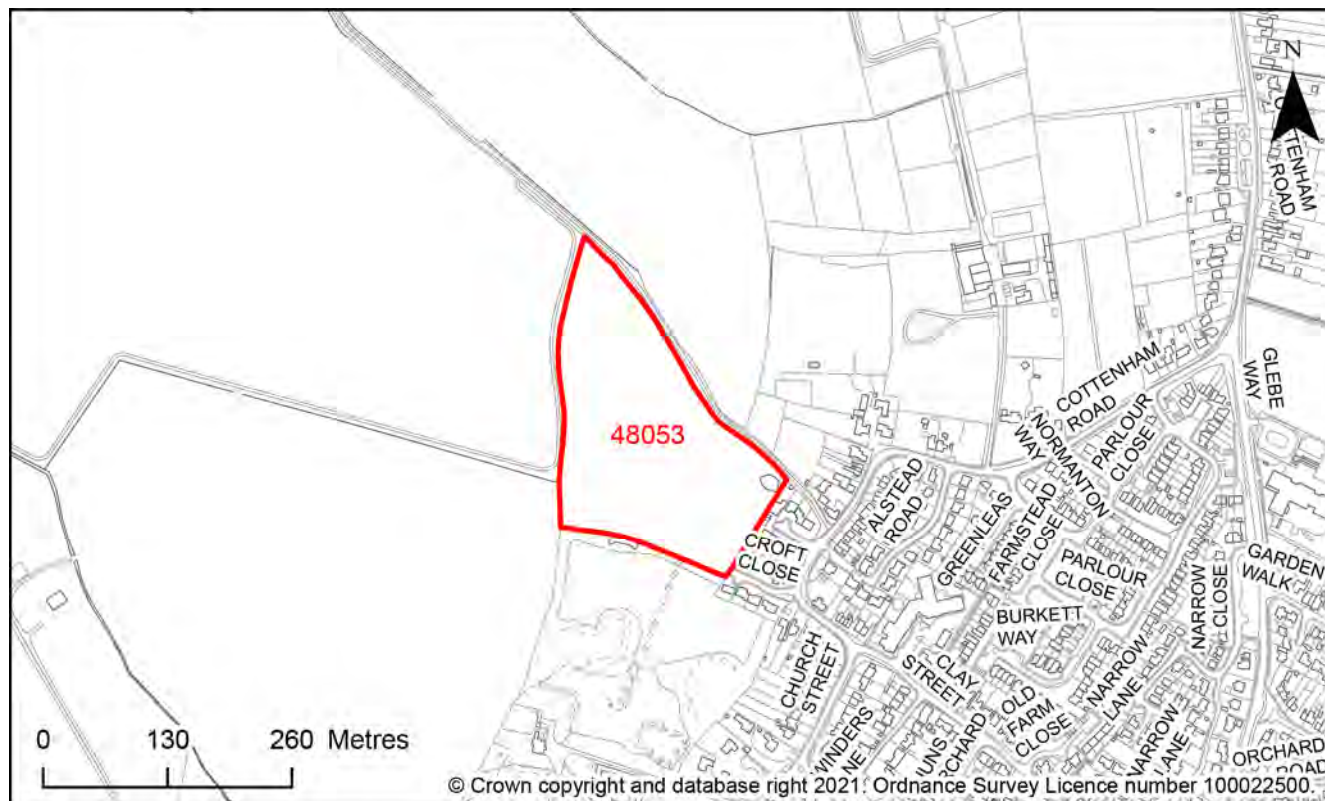 N
COTTENHAM
ROAD
GLEBE
WAY
COTTENHAM
ROAD
PARLOUR
CLOSE
NORMANTON
WAY
48053
ALSTEAD
ROAD
GREENLEAS
FARMSTEAD
CLOSE
PARLOUR
CLOSE
GARDEN
WALK
NARROW
CLOSE
CROFT
CLOSE
BURKETT
WAY
CHURCH
STREET
CLAY
STREET
OLD
FARM
CLOSE
NARROW
LANE
NARROW
LANE
WINDERS
ORCHARD
ROAD
0 130 260 Metres
© Crown copyright and database right 2021. Ordnance Survey Licence number 100022500.